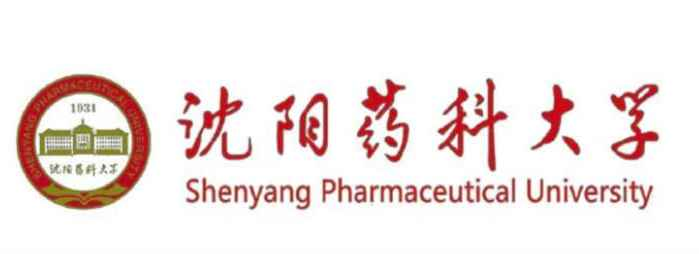 SHENYANG PHARMACEUTICAL UNIVERSITY
1931
沈阳药科大学
沈阳药科大学
Shenyang Pharmaceutical University